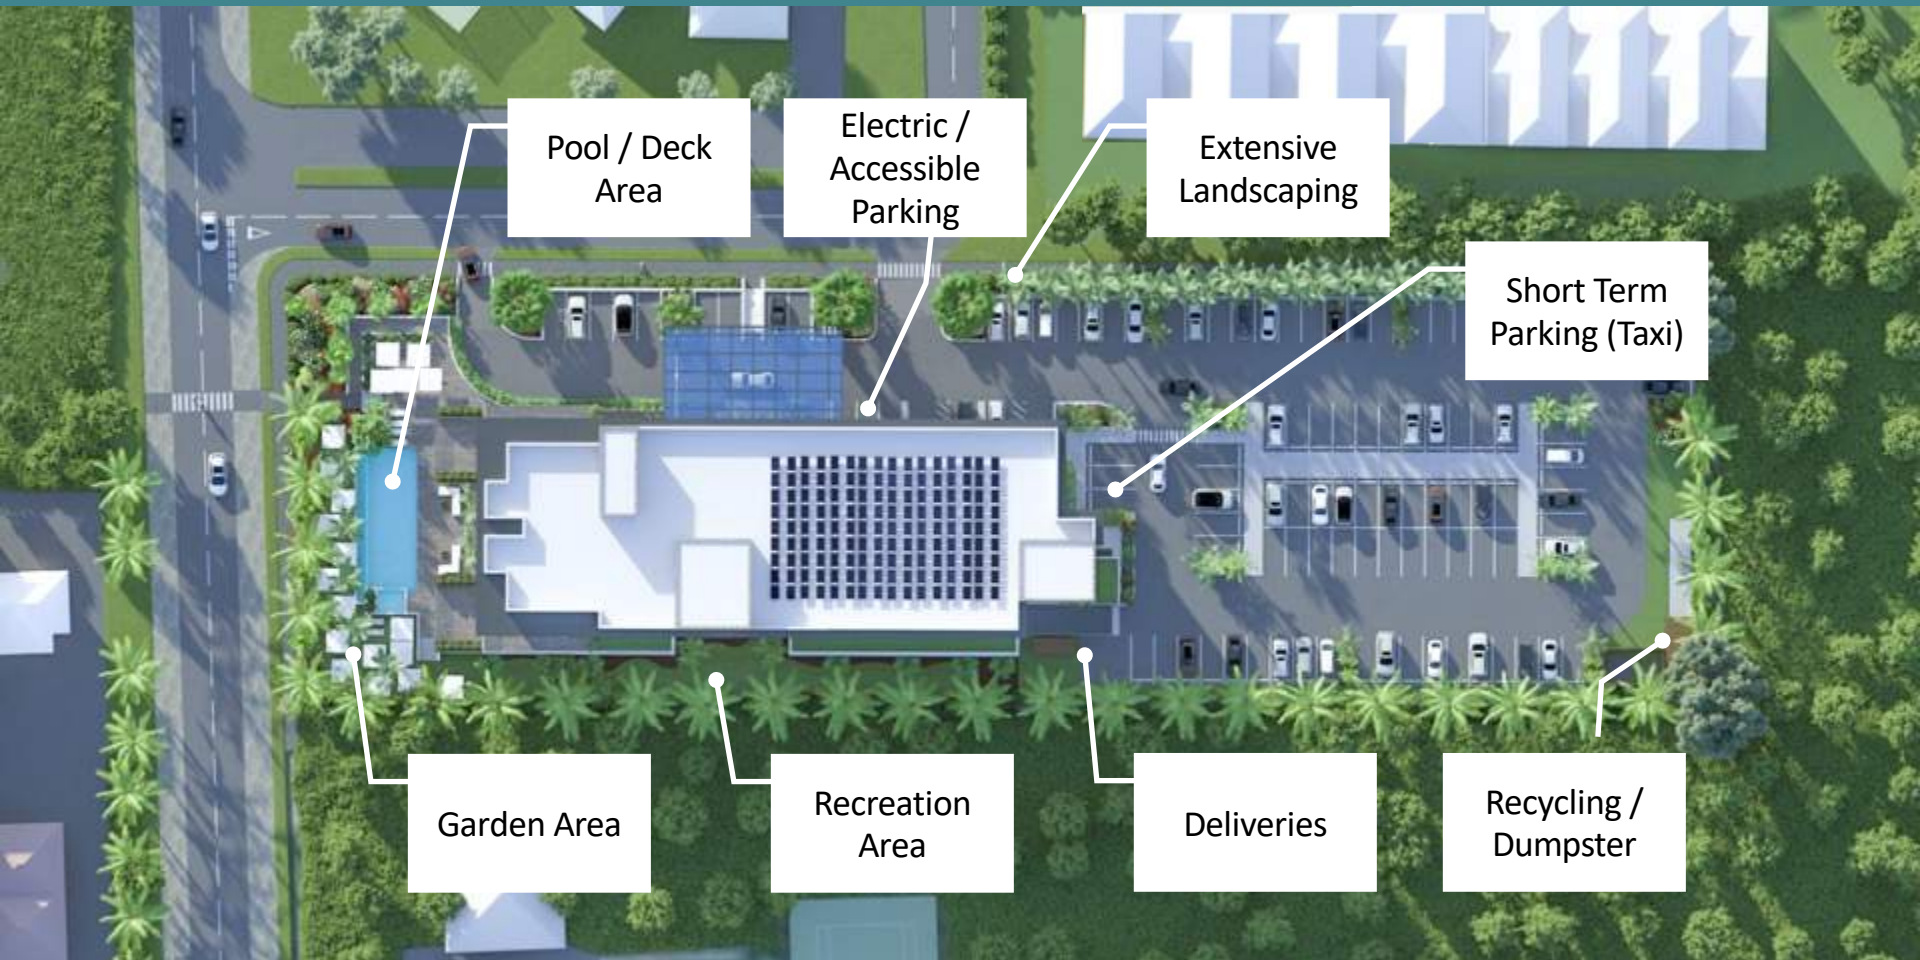 Pool / Deck
Area
Electric /
Accessible
Parking
Extensive
Landscaping
Short Term
Parking (Taxi)
Garden Area
Recreation
Area
Deliveries
Recycling /
Dumpster